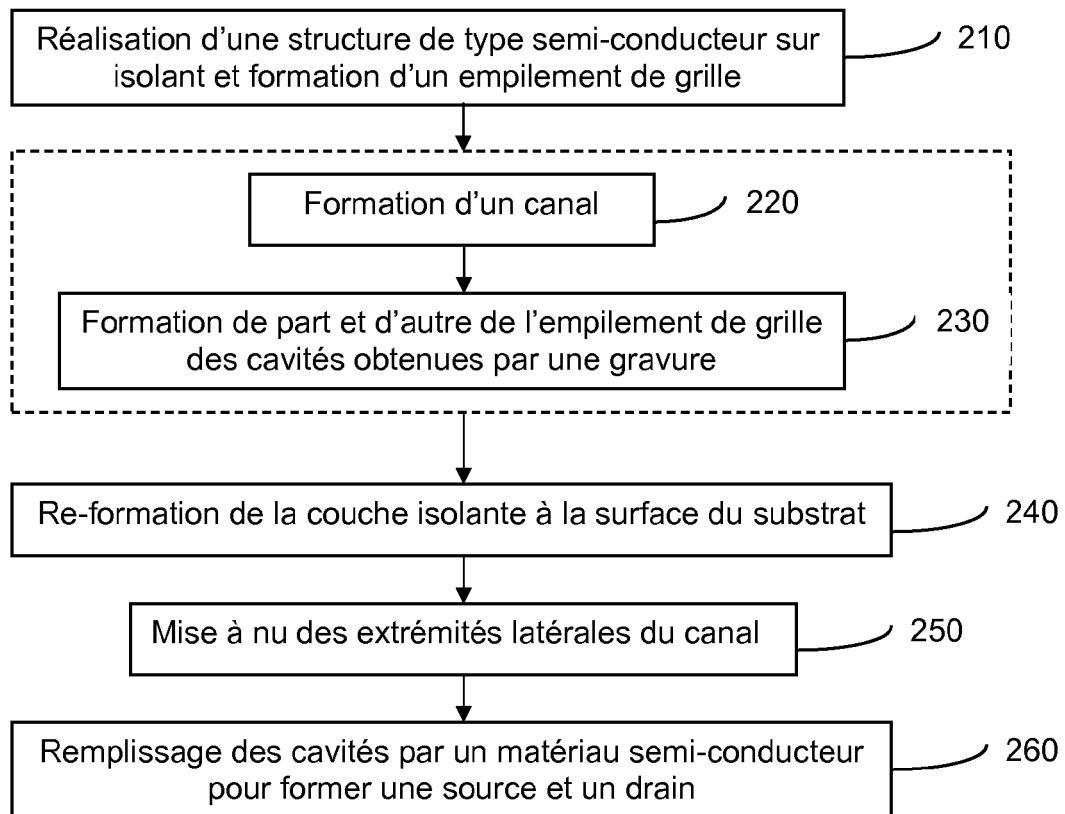 Réalisation d'une structure de type semi-conducteur sur
isolant et formation d'un empilement de grille
210
Formation d'un canal
220
Formation de part et d'autre de l'empilement de grille
des cavités obtenues par une gravure
230
Re-formation de la couche isolante à la surface du substrat
240
Mise à nu des extrémités latérales du canal
250
Remplissage des cavités par un matériau semi-conducteur
pour former une source et un drain
260